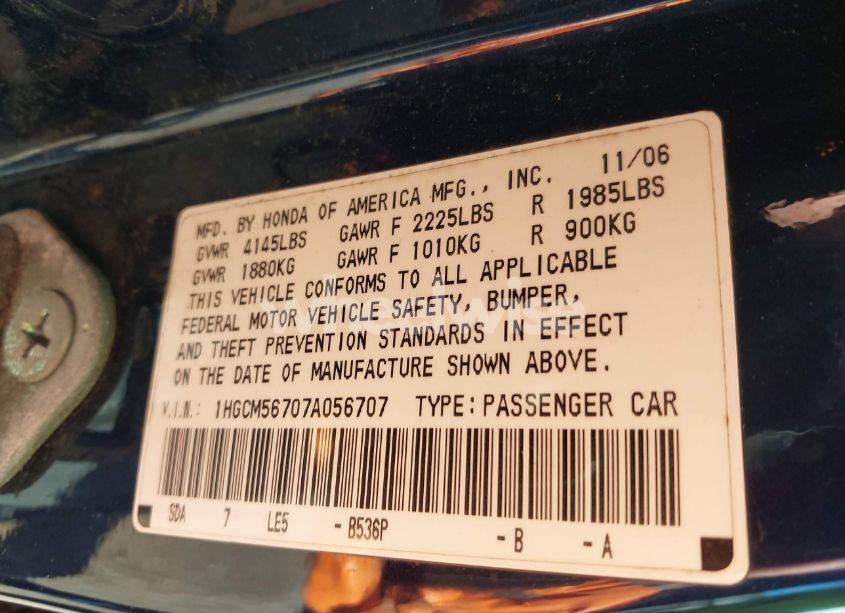 MFD. BY HONDA OF AMERICA MFG., INC. 11/06
GVWR 4145LBS GAWR F 2225LBS R 1985LBS
GVWR 1880KG GAWR F 1010KG R 900KG
THIS VEHICLE CONFORMS TO ALL APPLICABLE
FEDERAL MOTOR VEHICLE SAFETY, BUMPER,
AND THEFT PREVENTION STANDARDS IN EFFECT
ON THE DATE OF MANUFACTURE SHOWN ABOVE.
V.I.N.: 1HGCM56707A056707 TYPE: PASSENGER CAR
SDA 7 LE5 - B536P - B - A